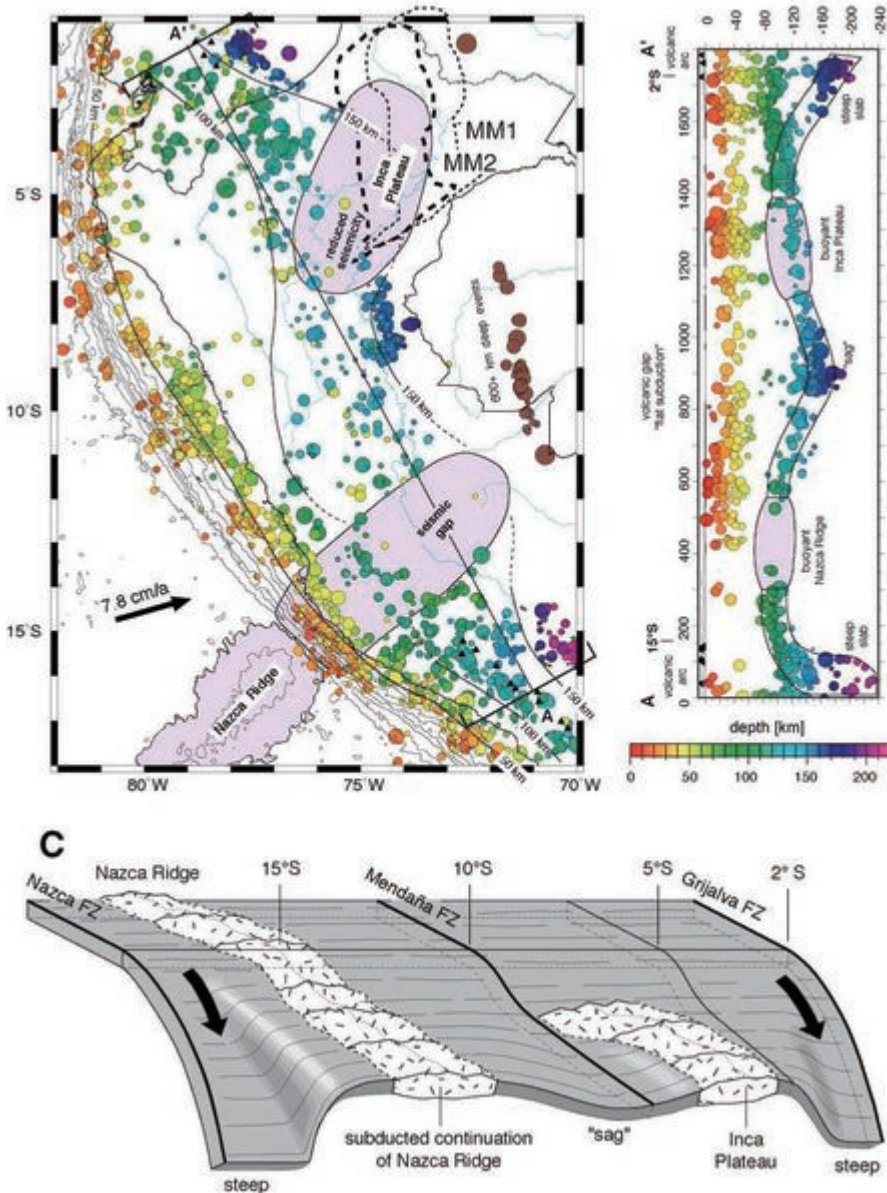 A'
50 km
100 km
150 km
MM1
MM2
Inca
Plateau
reduced
seismicity
5°S
600 km deep events
10°S
150 km
seismic
gap
7.8 cm/a
15°S
Nazca Ridge
A
150 km
100 km
50 km
80°W
75°W
70°W
0
-40
-80
-120
-160
-200
-240
A'
2°S
volcanic
arc
steep
slab
1600
1400
buoyant
Inca Plateau
1200
1000
volcanic gap
"flat subduction"
"sag"
800
600
400
buoyant
Nazca Ridge
200
15°S
volcanic
arc
steep
slab
A
0
depth [km]
0
50
100
150
200
C
Nazca Ridge
Nazca FZ
15°S
Mendaña FZ
10°S
5°S
Grijalva FZ
2° S
subducted continuation
of Nazca Ridge
"sag"
Inca
Plateau
steep
steep